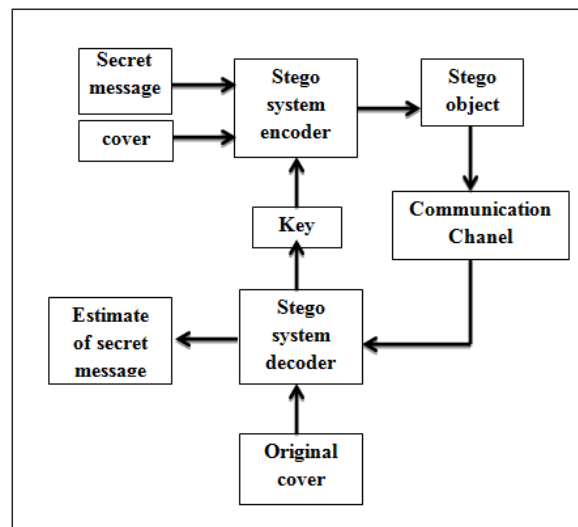 Secret
message
cover
Stego
system
encoder
Stego
object
Key
Communication
Chanel
Estimate
of secret
message
Stego
system
decoder
Original
cover